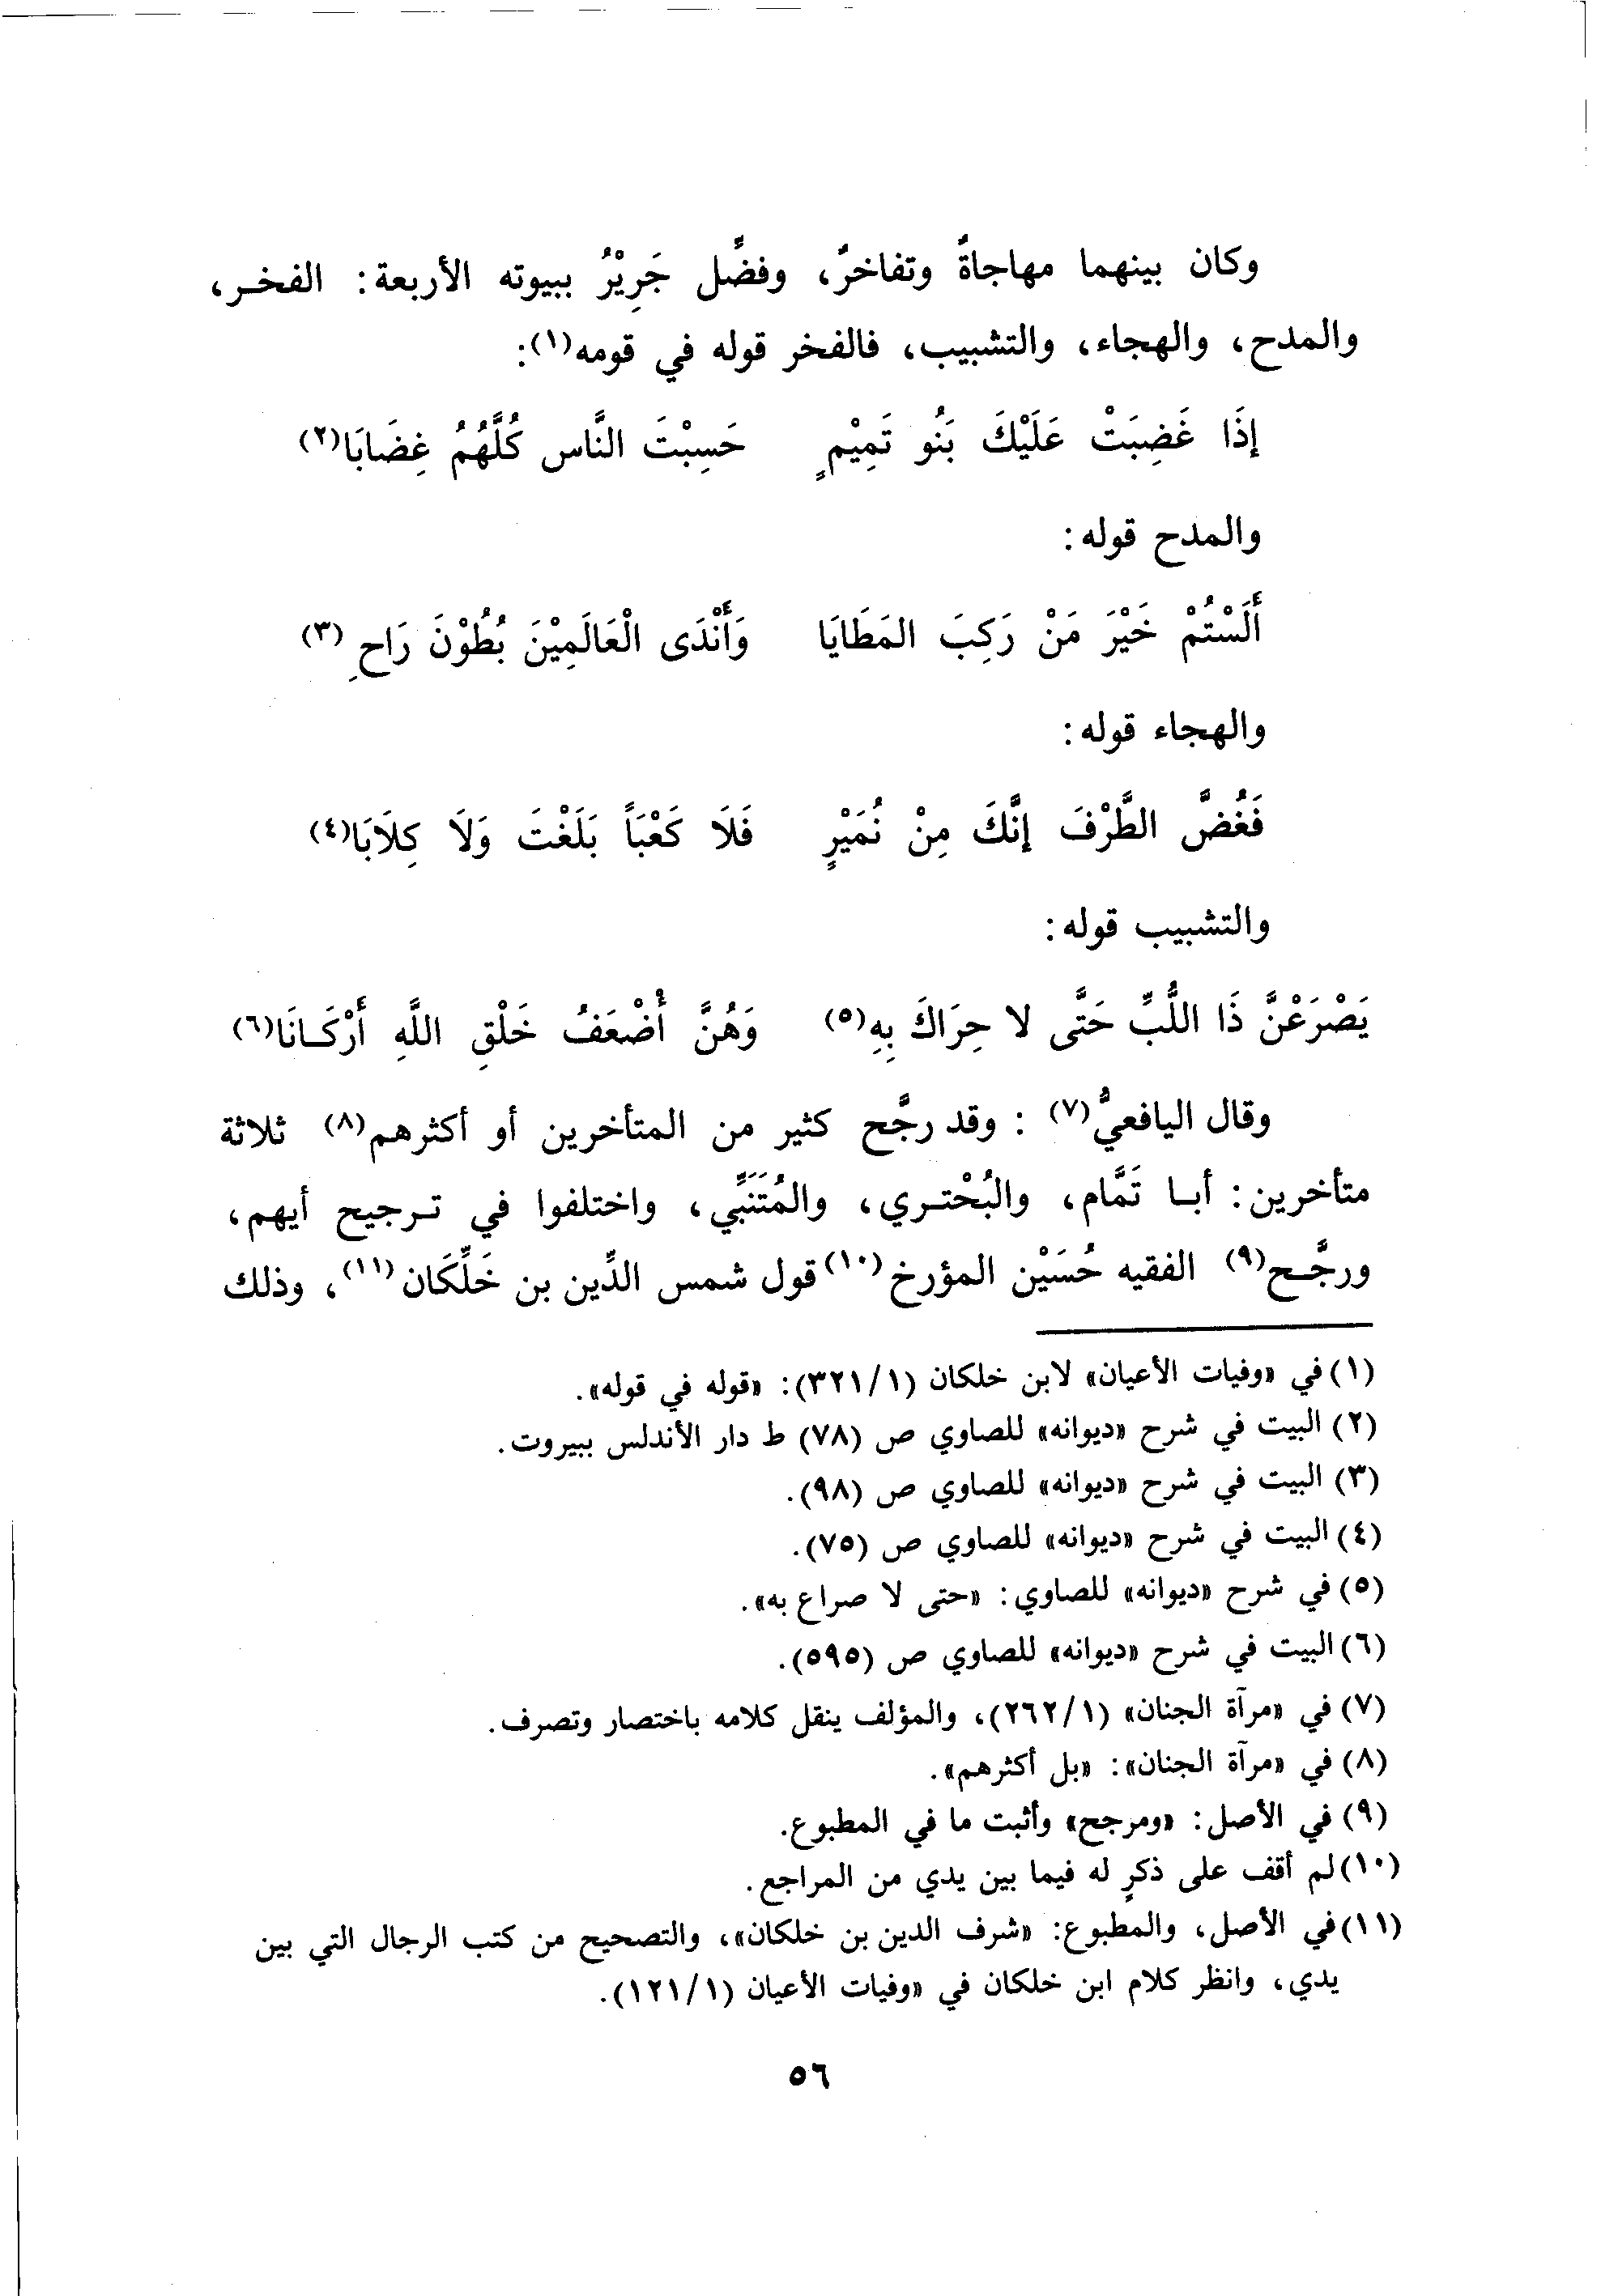 وكان بينهما مهاجاةٌ وتفاخرٌ، وفضِّل جَرِيْرُ ببيوته الأربعة: الفخر،
والمدح، والهجاء، والتشبيب، فالفخر قوله في قومه(١):
إذَا غَضِبَتْ عَلَيْكَ بَنُو تَمِيْمٍ حَسِبْتَ النَّاس كُلَّهُمُ غِضَابَا(٢)
والمدح قوله:
أَلَسْتُمْ خَيْرَ مَنْ رَكِبَ المَطَايَا وَأَنْدَى الْعَالَمِيْنَ بُطُوْنَ رَاحِ (٣)
والهجاء قوله:
فَغُضَّ الطَّرْفَ إنَّكَ مِنْ نُمَيْرٍ فَلَا كَعْبَاً بَلَغْتَ وَلَا كِلَابَا(٤)
والتشبيب قوله:
يَصْرَعْنَّ ذَا اللُّبِّ حَتَّى لا حِرَاكَ بِهِ(٥) وَهُنَّ أَضْعَفُ خَلْقِ اللَّهِ أَرْكَانَا(٦)
وقال اليافعيُّ(٧) : وقد رجَّح كثير من المتأخرين أو أكثرهم(٨) ثلاثة
متأخرين: أبا تَمَّام، والبُحْتري، والمُتَنَبِّي، واختلفوا في ترجيح أيهم،
ورجَّح(٩) الفقيه حُسَيْن المؤرخ(١٠) قول شمس الدِّين بن خَلِّكَان(١١)، وذلك
(١) في «وفيات الأعيان» لابن خلكان (١/ ٣٢١): «قوله في قوله».
(٢) البيت في شرح «ديوانه» للصاوي ص (٧٨) ط دار الأندلس ببيروت.
(٣) البيت في شرح «ديوانه» للصاوي ص (٩٨).
(٤) البيت في شرح «ديوانه» للصاوي ص (٧٥).
(٥) في شرح «ديوانه» للصاوي: «حتى لا صراع به».
(٦) البيت في شرح «ديوانه» للصاوي ص (٥٩٥).
(٧) في «مرآة الجنان» (١/ ٢٦٢)، والمؤلف ينقل كلامه باختصار وتصرف.
(٨) في «مرآة الجنان»: «بل أكثرهم».
(٩) في الأصل: «ومرجح» وأثبت ما في المطبوع.
(١٠) لم أقف على ذكرٍ له فيما بين يدي من المراجع.
(١١) في الأصل، والمطبوع: «شرف الدين بن خلكان»، والتصحيح من كتب الرجال التي بين
يدي، وانظر كلام ابن خلكان في «وفيات الأعيان (١/ ١٢١).
٥٦